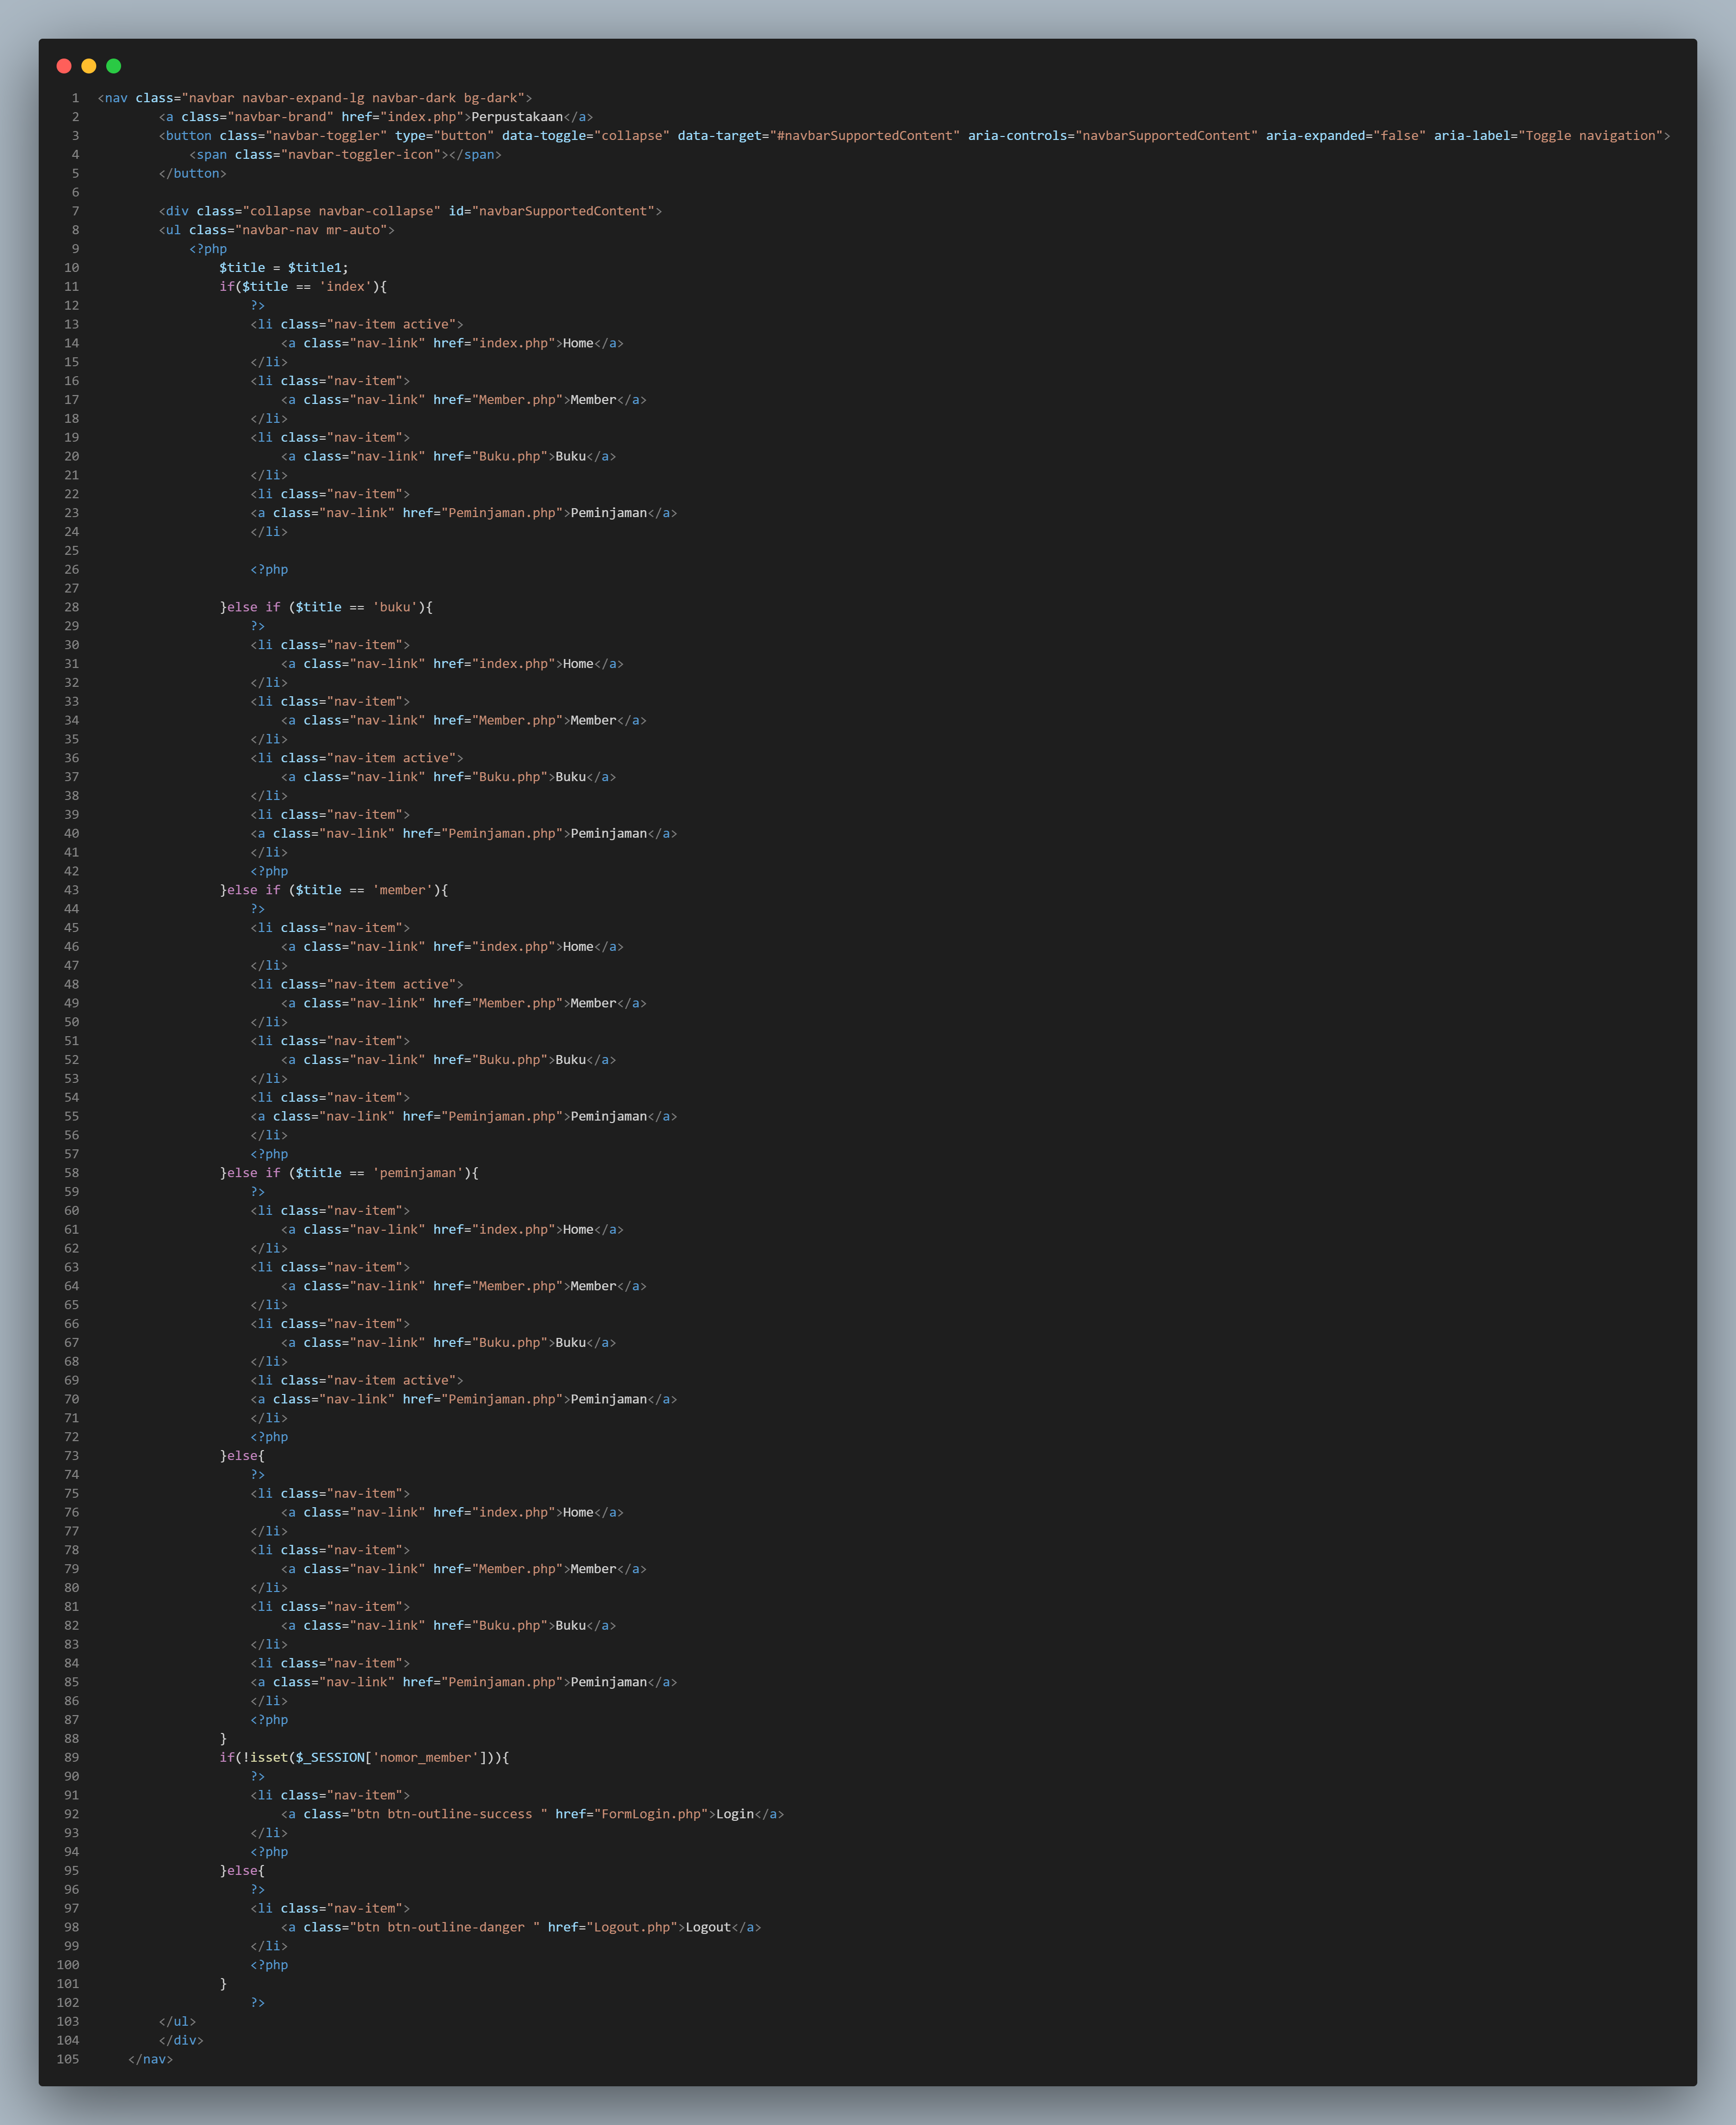 1 <nav class="navbar navbar-expand-lg navbar-dark bg-dark">
2 <a class="navbar-brand" href="index.php">Perpustakaan</a>
3 <button class="navbar-toggler" type="button" data-toggle="collapse" data-target="#navbarSupportedContent" aria-controls="navbarSupportedContent" aria-expanded="false" aria-label="Toggle navigation">
4 <span class="navbar-toggler-icon"></span>
5 </button>
6
7 <div class="collapse navbar-collapse" id="navbarSupportedContent">
8 <ul class="navbar-nav mr-auto">
9 <?php
10 $title = $title1;
11 if($title == 'index'){
12 ?>
13 <li class="nav-item active">
14 <a class="nav-link" href="index.php">Home</a>
15 </li>
16 <li class="nav-item">
17 <a class="nav-link" href="Member.php">Member</a>
18 </li>
19 <li class="nav-item">
20 <a class="nav-link" href="Buku.php">Buku</a>
21 </li>
22 <li class="nav-item">
23 <a class="nav-link" href="Peminjaman.php">Peminjaman</a>
24 </li>
25
26 <?php
27
28 }else if ($title == 'buku'){
29 ?>
30 <li class="nav-item">
31 <a class="nav-link" href="index.php">Home</a>
32 </li>
33 <li class="nav-item">
34 <a class="nav-link" href="Member.php">Member</a>
35 </li>
36 <li class="nav-item active">
37 <a class="nav-link" href="Buku.php">Buku</a>
38 </li>
39 <li class="nav-item">
40 <a class="nav-link" href="Peminjaman.php">Peminjaman</a>
41 </li>
42 <?php
43 }else if ($title == 'member'){
44 ?>
45 <li class="nav-item">
46 <a class="nav-link" href="index.php">Home</a>
47 </li>
48 <li class="nav-item active">
49 <a class="nav-link" href="Member.php">Member</a>
50 </li>
51 <li class="nav-item">
52 <a class="nav-link" href="Buku.php">Buku</a>
53 </li>
54 <li class="nav-item">
55 <a class="nav-link" href="Peminjaman.php">Peminjaman</a>
56 </li>
57 <?php
58 }else if ($title == 'peminjaman'){
59 ?>
60 <li class="nav-item">
61 <a class="nav-link" href="index.php">Home</a>
62 </li>
63 <li class="nav-item">
64 <a class="nav-link" href="Member.php">Member</a>
65 </li>
66 <li class="nav-item">
67 <a class="nav-link" href="Buku.php">Buku</a>
68 </li>
69 <li class="nav-item active">
70 <a class="nav-link" href="Peminjaman.php">Peminjaman</a>
71 </li>
72 <?php
73 }else{
74 ?>
75 <li class="nav-item">
76 <a class="nav-link" href="index.php">Home</a>
77 </li>
78 <li class="nav-item">
79 <a class="nav-link" href="Member.php">Member</a>
80 </li>
81 <li class="nav-item">
82 <a class="nav-link" href="Buku.php">Buku</a>
83 </li>
84 <li class="nav-item">
85 <a class="nav-link" href="Peminjaman.php">Peminjaman</a>
86 </li>
87 <?php
88 }
89 if(!isset($_SESSION['nomor_member'])){
90 ?>
91 <li class="nav-item">
92 <a class="btn btn-outline-success " href="FormLogin.php">Login</a>
93 </li>
94 <?php
95 }else{
96 ?>
97 <li class="nav-item">
98 <a class="btn btn-outline-danger " href="Logout.php">Logout</a>
99 </li>
100 <?php
101 }
102 ?>
103 </ul>
104 </div>
105 </nav>